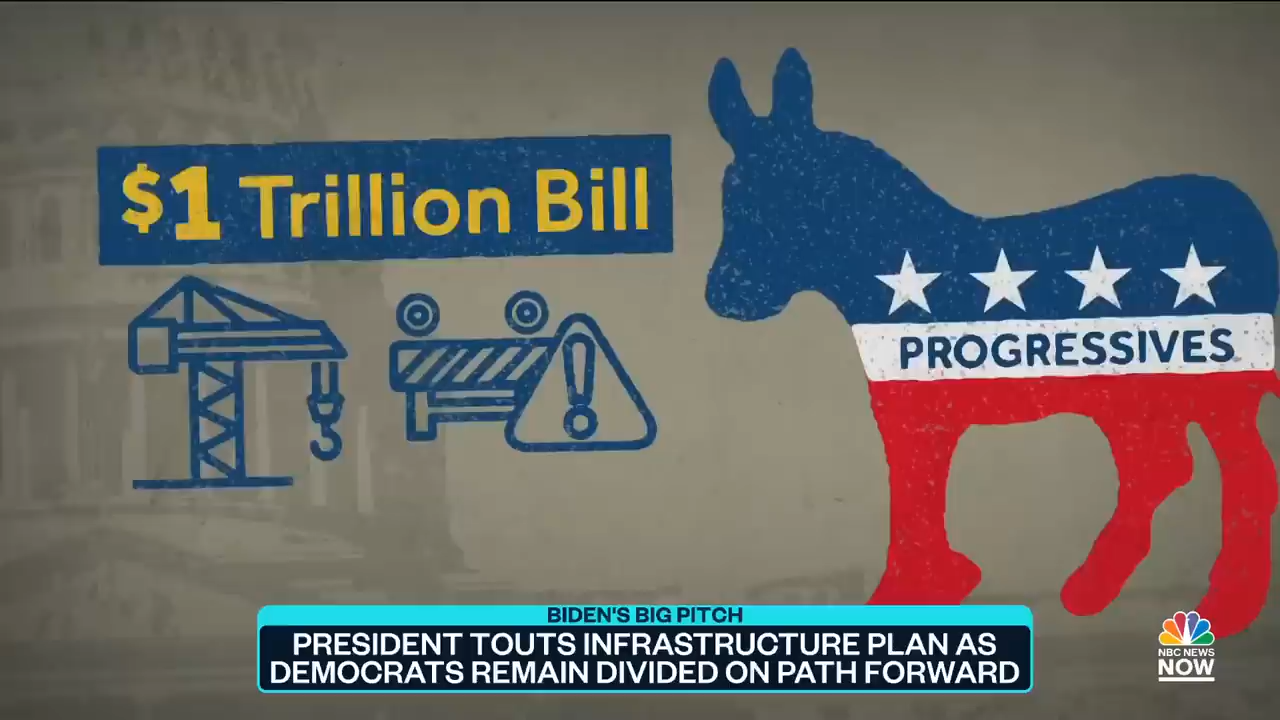 $1 Trillion Bill
PROGRESSIVES
BIDEN'S BIG PITCH
PRESIDENT TOUTS INFRASTRUCTURE PLAN AS
DEMOCRATS REMAIN DIVIDED ON PATH FORWARD
NBC NEWS
NOW